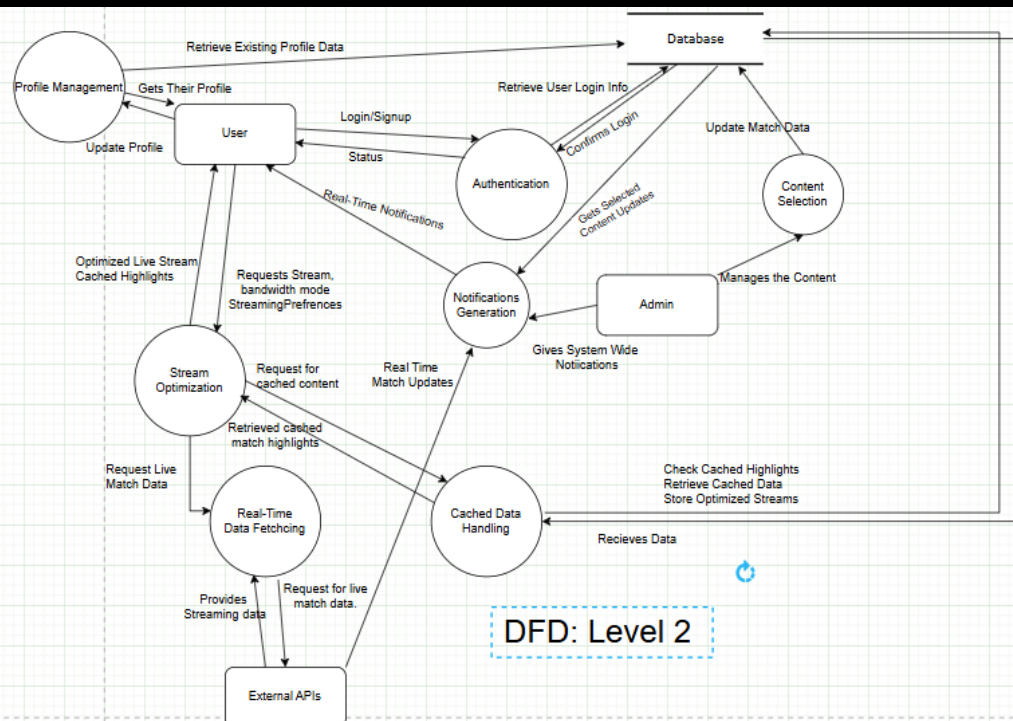 Database
Retrieve Existing Profile Data
Profile Management
Gets Their Profile
Retrieve User Login Info
User
Login/Signup
Confirms Login
Update Match Data
Update Profile
Status
Authentication
Content
Selection
Real-Time Notifications
Gets Selected
Content Updates
Optimized Live Stream
Cached Highlights
Requests Stream,
bandwidth mode
StreamingPrefrences
Notifications
Generation
Admin
Manages the Content
Gives System Wide
Notiications
Stream
Optimization
Request for
cached content
Real Time
Match Updates
Retrieved cached
match highlights
Request Live
Match Data
Check Cached Highlights
Retrieve Cached Data
Store Optimized Streams
Real-Time
Data Fetchcing
Cached Data
Handling
Recieves Data
Provides
Streaming data
Request for live
match data.
DFD: Level 2
External APIs